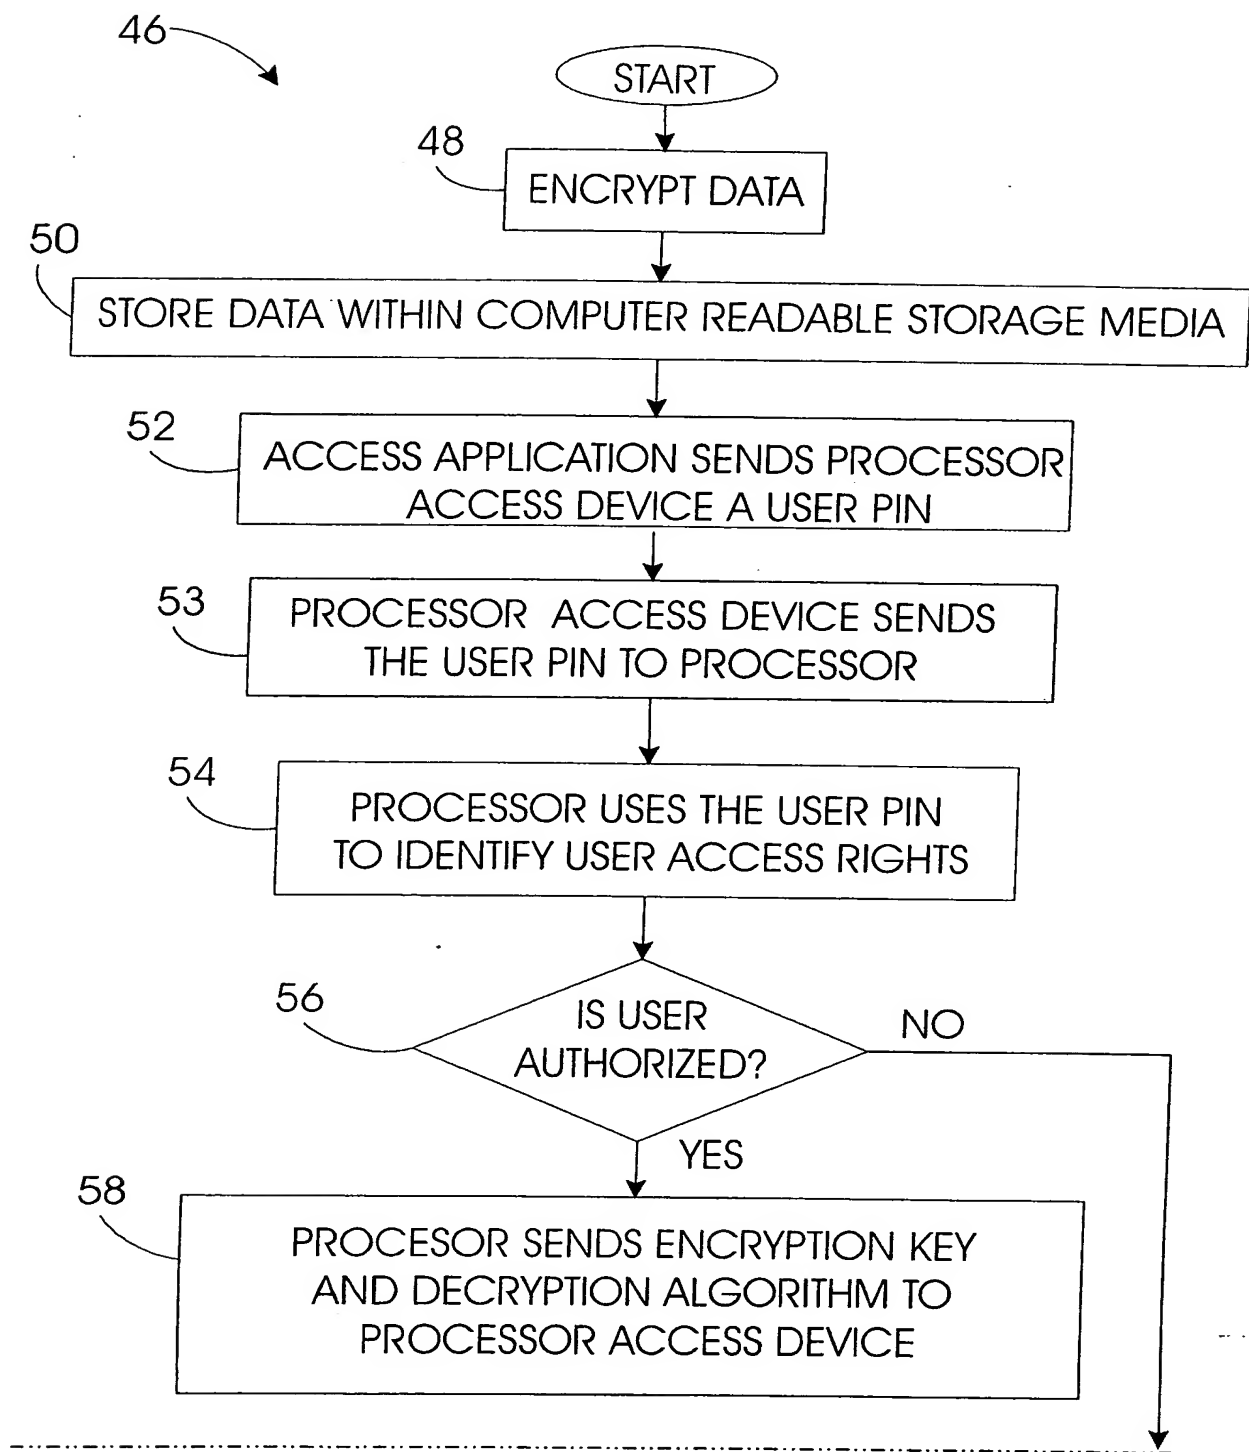 46
START
48
ENCRYPT DATA
50
STORE DATA WITHIN COMPUTER READABLE STORAGE MEDIA
52
ACCESS APPLICATION SENDS PROCESSOR
ACCESS DEVICE A USER PIN
53
PROCESSOR ACCESS DEVICE SENDS
THE USER PIN TO PROCESSOR
54
PROCESSOR USES THE USER PIN
TO IDENTIFY USER ACCESS RIGHTS
56
IS USER
AUTHORIZED?
NO
YES
58
PROCESOR SENDS ENCRYPTION KEY
AND DECRYPTION ALGORITHM TO
PROCESSOR ACCESS DEVICE